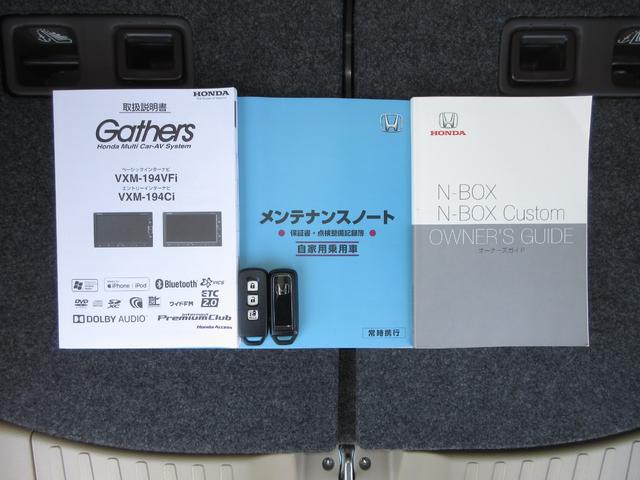 HONDA
取扱説明書
Gathers
Honda Multi Car-AV System
ベーシックインターナビ
VXM-194VFi
エントリーインターナビ
VXM-194Ci
iPhone iPod
Bluetooth
VICS
DVD
SD XC
ワイドFM
ETC 2.0
DOLBY AUDIO
internavi PremiumClub
Honda Access
メンテナンスノート
保証書・点検整備記録簿
自家用乗用車
常時携行
HONDA
N-BOX
N-BOX Custom
OWNER'S GUIDE
オーナーズガイド